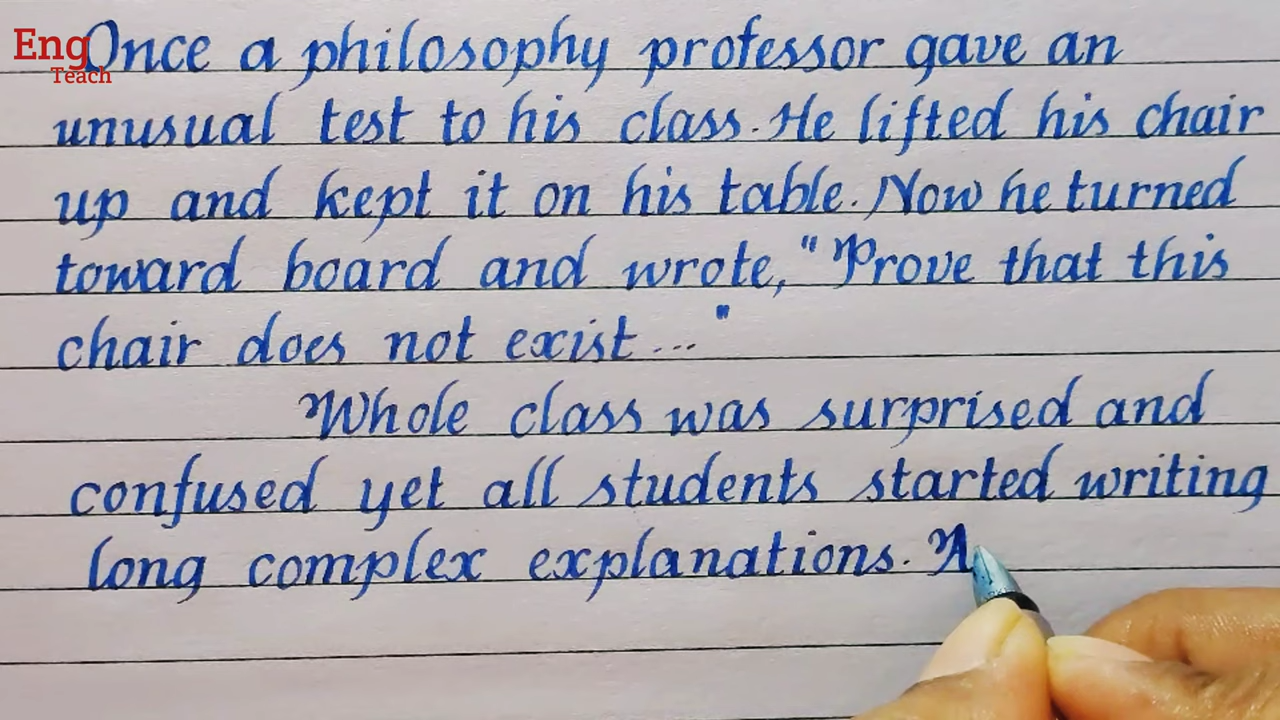 Eng
Teach
Once a philosophy professor gave an
unusual test to his class. He lifted his chair
up and kept it on his table. Now he turned
toward board and wrote, "Prove that this
chair does not exist..."
Whole class was surprised and
confused yet all students started writing
long complex explanations. A